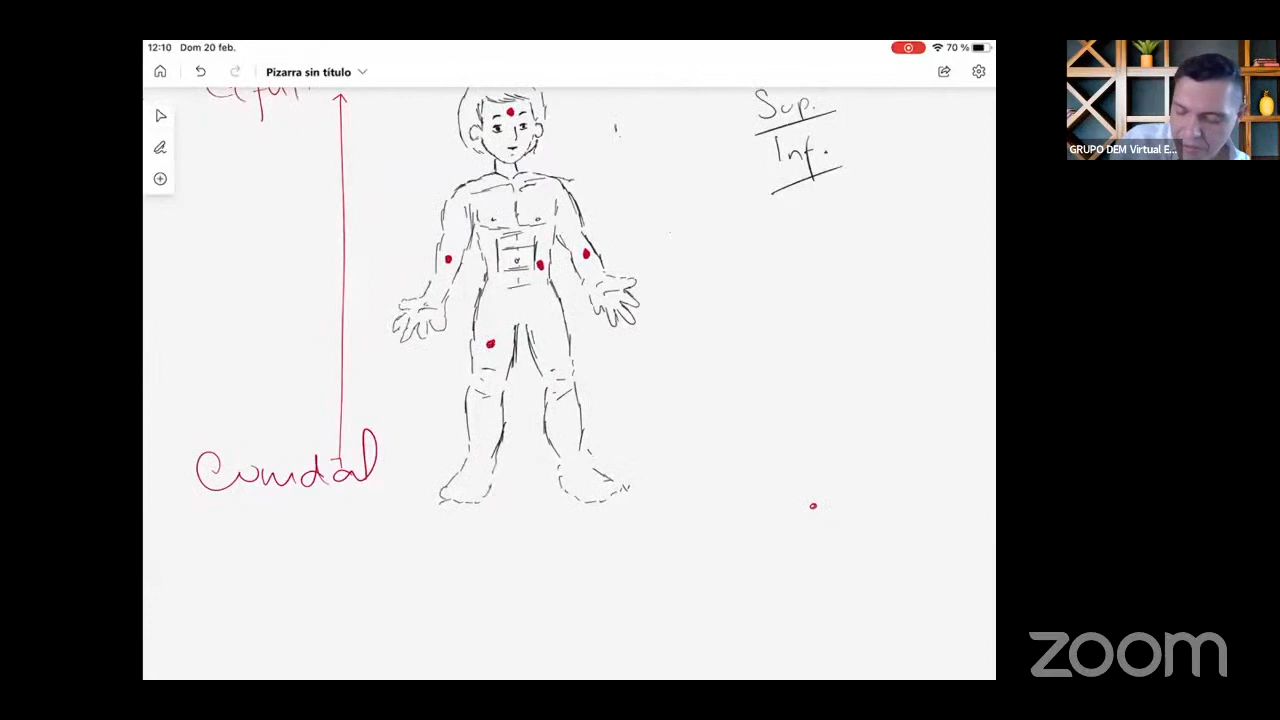 12:10 Dom 20 feb.
70 %
Pizarra sin título
Sup.
Inf.
Caudal
GRUPO DEM Virtual E...
zoom